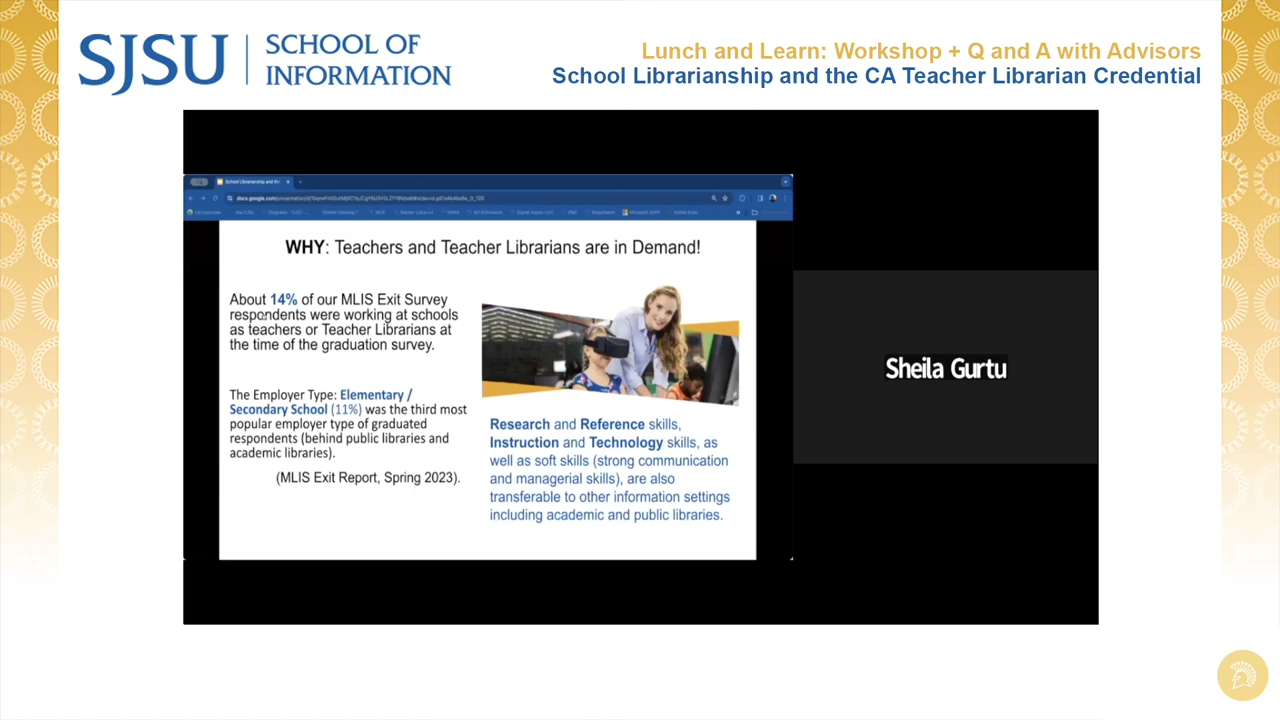 SJSU
SCHOOL OF
INFORMATION
Lunch and Learn: Workshop + Q and A with Advisors
School Librarianship and the CA Teacher Librarian Credential
School Librarianship and the
WHY: Teachers and Teacher Librarians are in Demand!
About 14% of our MLIS Exit Survey
respondents were working at schools
as teachers or Teacher Librarians at
the time of the graduation survey.
The Employer Type: Elementary /
Secondary School (11%) was the third most
popular employer type of graduated
respondents (behind public libraries and
academic libraries).
(MLIS Exit Report, Spring 2023).
Research and Reference skills,
Instruction and Technology skills, as
well as soft skills (strong communication
and managerial skills), are also
transferable to other information settings
including academic and public libraries.
Sheila Gurtu